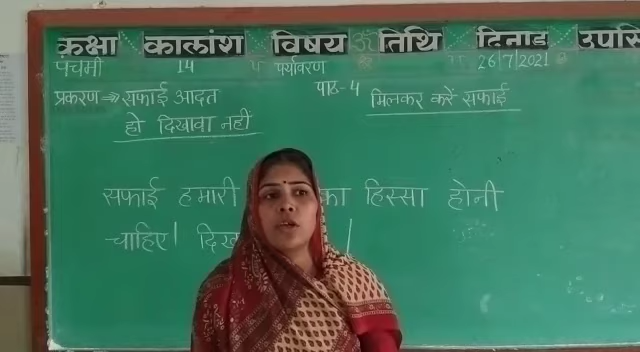 कक्षा कालांश विषय ॐ तिथि दिनाड उपसि
पंचमी 14 पर्यावरण 26/7/2021
प्रकरण → सफाई आदत पाठ-4 मिलकर करें सफाई
हो दिखावा नहीं
सफाई हमारी का हिस्सा होनी
चाहिए। दिख